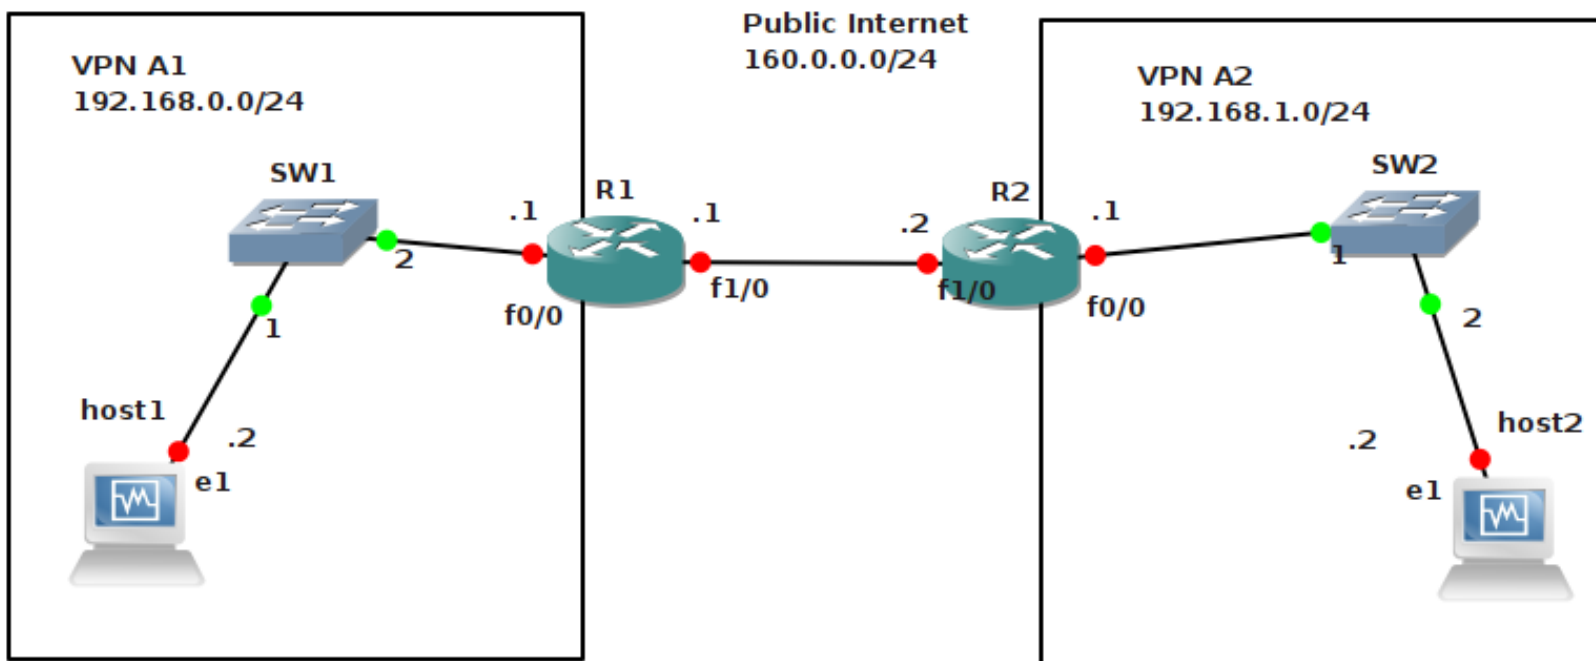 Public Internet
160.0.0.0/24
VPN A1
192.168.0.0/24
VPN A2
192.168.1.0/24
SW1
SW2
R1
R2
.1
.1
.2
.1
2
1
f1/0
f1/0
f0/0
f0/0
1
2
host1
.2
e1
host2
.2
e1